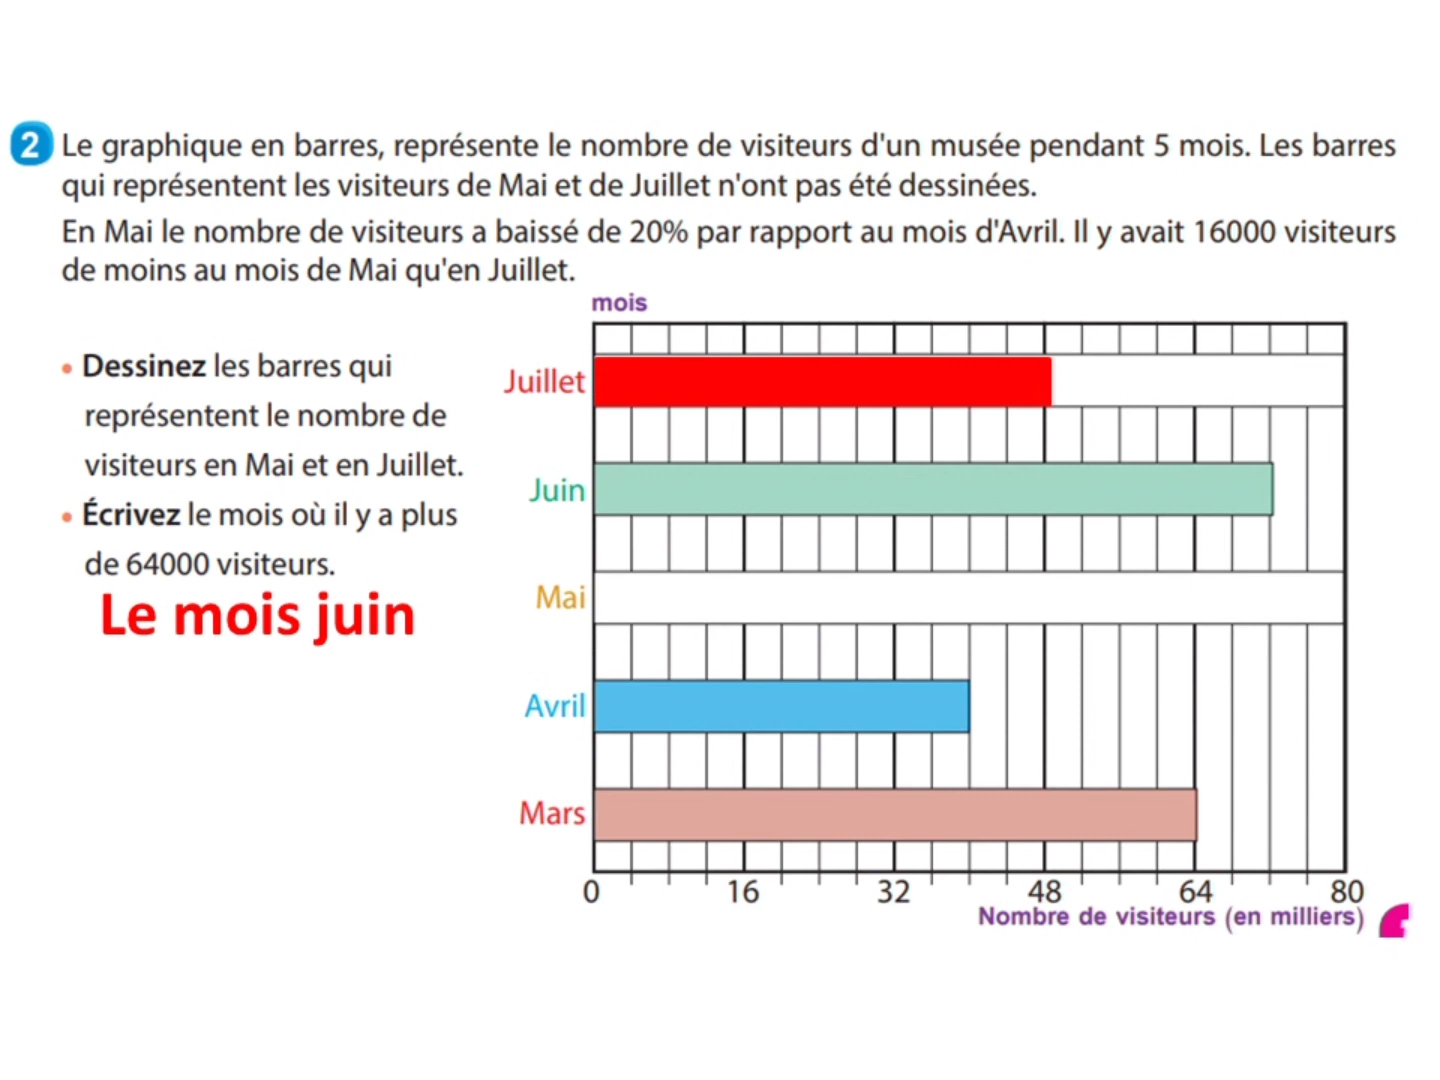 2 Le graphique en barres, représente le nombre de visiteurs d'un musée pendant 5 mois. Les barres
qui représentent les visiteurs de Mai et de Juillet n'ont pas été dessinées.
En Mai le nombre de visiteurs a baissé de 20% par rapport au mois d'Avril. Il y avait 16000 visiteurs
de moins au mois de Mai qu'en Juillet.
• Dessinez les barres qui
représentent le nombre de
visiteurs en Mai et en Juillet.
• Écrivez le mois où il y a plus
de 64000 visiteurs.
Le mois juin
mois
Juillet
Juin
Mai
Avril
Mars
0 16 32 48 64 80
Nombre de visiteurs (en milliers)